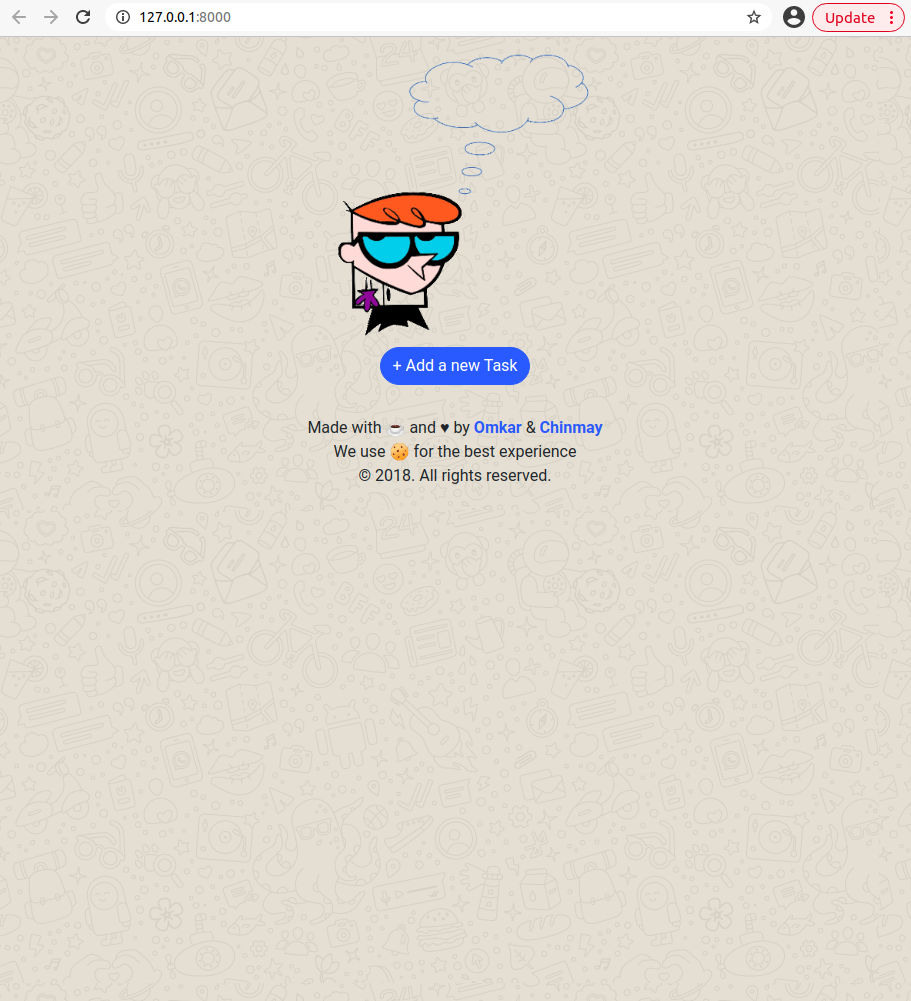 127.0.0.1:8000
Update
+ Add a new Task
Made with ☕ and ♥ by Omkar & Chinmay
We use 🍪 for the best experience
© 2018. All rights reserved.